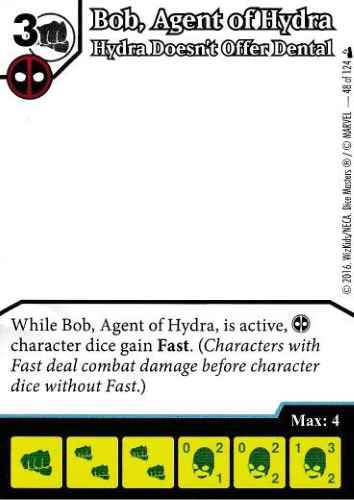 3
Bob, Agent of Hydra
Hydra Doesn't Offer Dental
48 of 124
© 2016. WizKids/NECA. Dice Masters ® / © MARVEL
While Bob, Agent of Hydra, is active,
character dice gain Fast. (Characters with
Fast deal combat damage before character
dice without Fast.)
Max: 4
0 2 0 2 1 3
1 2 2